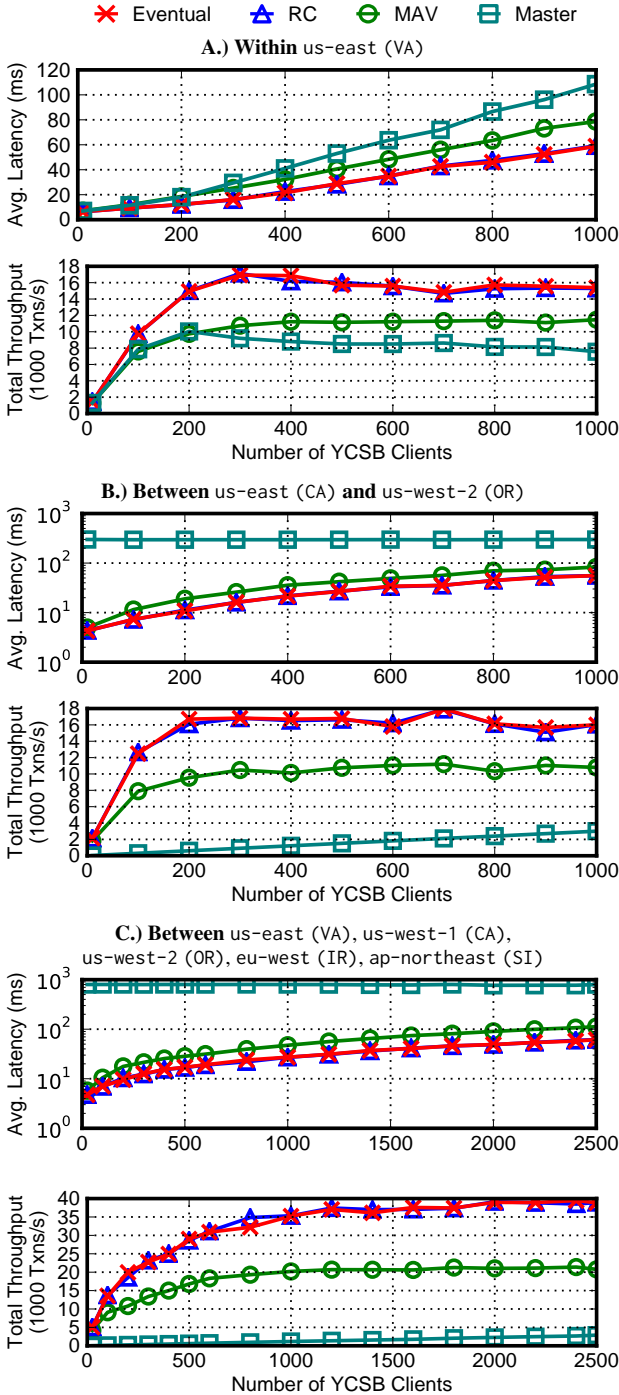 Eventual RC MAV Master
A.) Within us-east (VA)
Avg. Latency (ms)
120
100
80
60
40
20
0
0 200 400 600 800 1000
Total Throughput
(1000 Txns/s)
18
16
14
12
10
8
6
4
2
0
0 200 400 600 800 1000
Number of YCSB Clients
B.) Between us-east (CA) and us-west-2 (OR)
Avg. Latency (ms)
10³
10²
10¹
10⁰
0 200 400 600 800 1000
Total Throughput
(1000 Txns/s)
18
16
14
12
10
8
6
4
2
0
0 200 400 600 800 1000
Number of YCSB Clients
C.) Between us-east (VA), us-west-1 (CA),
us-west-2 (OR), eu-west (IR), ap-northeast (SI)
Avg. Latency (ms)
10³
10²
10¹
10⁰
0 500 1000 1500 2000 2500
Total Throughput
(1000 Txns/s)
40
35
30
25
20
15
10
5
0
0 500 1000 1500 2000 2500
Number of YCSB Clients